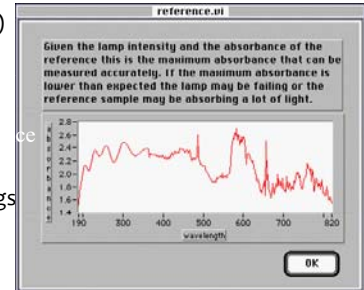 reference.vi
)
Given the lamp intensity and the absorbance of the
reference this is the maximum absorbance that can be
measured accurately. If the maximum absorbance is
lower than expected the lamp may be failing or the
reference sample may be absorbing a lot of light.
ce
gs
absorbance
2.8-
2.6-
2.4-
2.2-
2.0-
1.8-
1.6-
1.4-
190 300 400 500 600 700 820
wavelength
OK